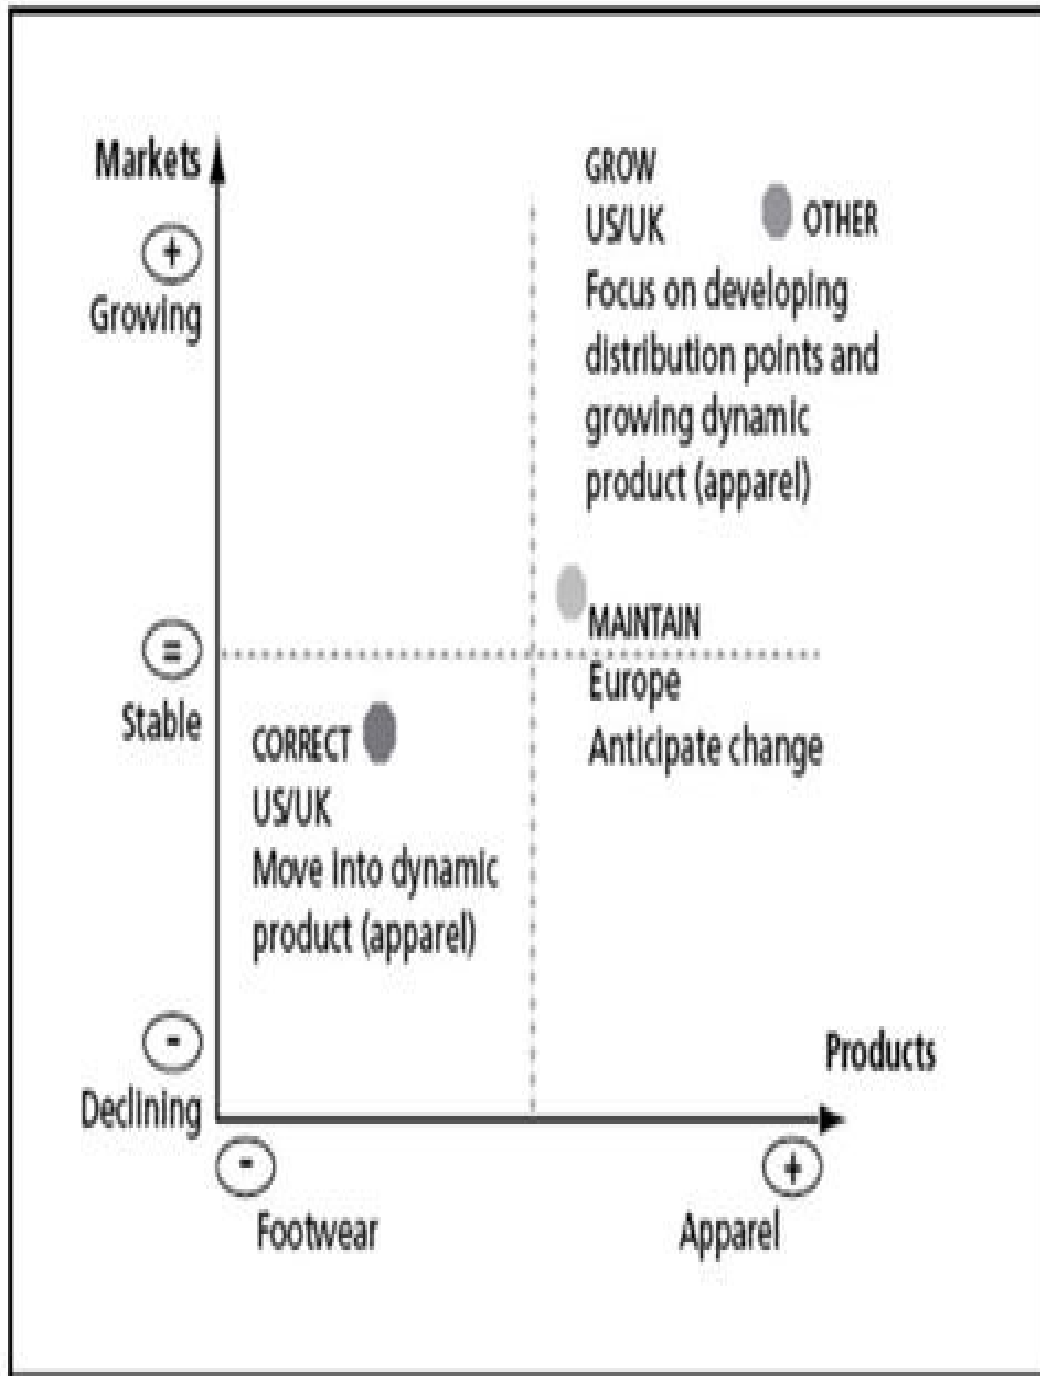 Markets
+
Growing
GROW
US/UK
OTHER
Focus on developing
distribution points and
growing dynamic
product (apparel)
=
Stable
MAINTAIN
Europe
Anticipate change
CORRECT
US/UK
Move into dynamic
product (apparel)
-
Declining
Products
-
Footwear
+
Apparel